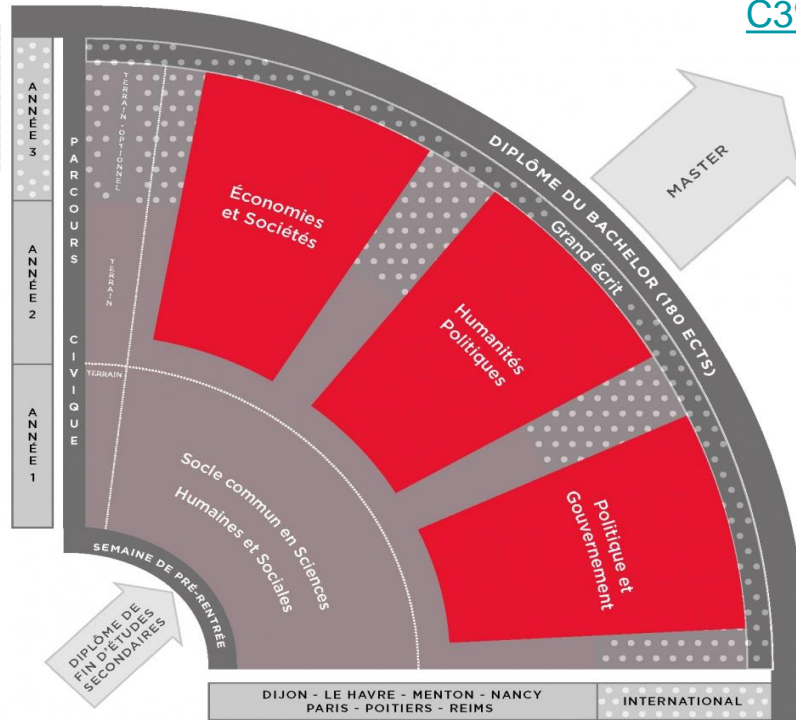 C3
ANNÉE 3
ANNÉE 2
ANNÉE 1
PARCOURS CIVIQUE
TERRAIN - OPTIONNEL
TERRAIN
TERRAIN
Économies
et Sociétés
Humanités
Politiques
Politique et
Gouvernement
Grand écrit
DIPLÔME DU BACHELOR (180 ECTS)
MASTER
Socle commun en Sciences
Humaines et Sociales
SEMAINE DE PRÉ-RENTRÉE
DIPLÔME DE
FIN D'ÉTUDES
SECONDAIRES
DIJON - LE HAVRE - MENTON - NANCY
PARIS - POITIERS - REIMS
INTERNATIONAL